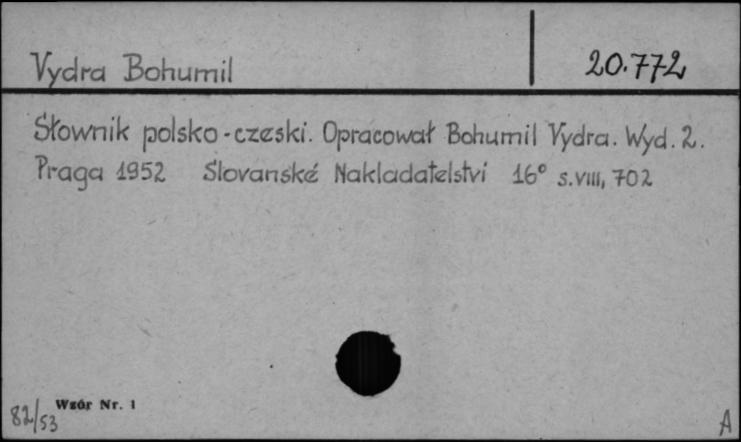 Vydra Bohumil
20.772
Słownik polsko-czeski. Opracował Bohumil Vydra. Wyd. 2.
Praga 1952 Slovanské Nakladatelstvi 16° s.VIII, 702
Wzór Nr. 1
82/53
A